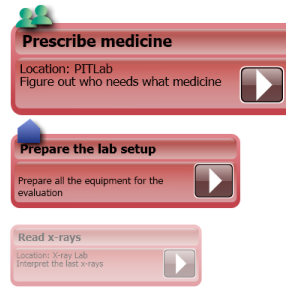 Prescribe medicine
Location: PITLab
Figure out who needs what medicine
Prepare the lab setup
Prepare all the equipment for the
evaluation
Read x-rays
Location: X-ray Lab
Interpret the last x-rays